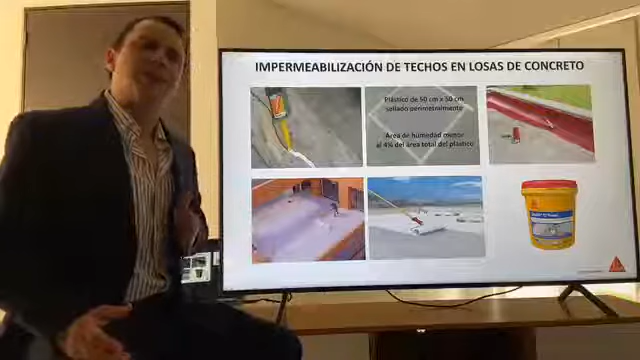 IMPERMEABILIZACIÓN DE TECHOS EN LOSAS DE CONCRETO
Plástico de 50 cm x 50 cm
sellado perimetralmente
Área de humedad menor
al 4% del área total del plástico